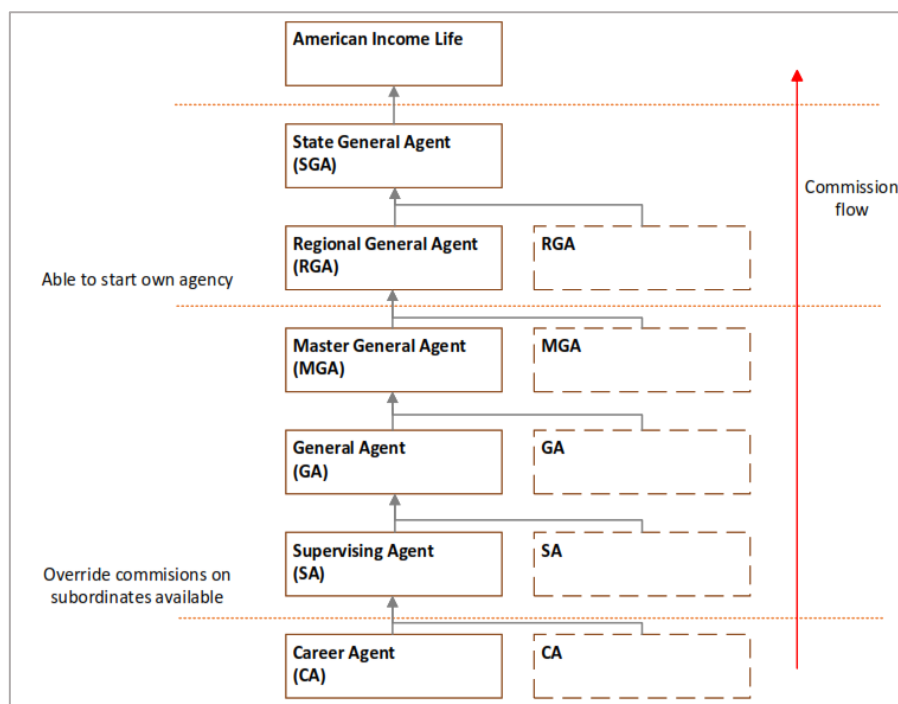 American Income Life
State General Agent
(SGA)
Commission
flow
Regional General Agent
(RGA)
RGA
Able to start own agency
Master General Agent
(MGA)
MGA
General Agent
(GA)
GA
Supervising Agent
(SA)
SA
Override commisions on
subordinates available
Career Agent
(CA)
CA